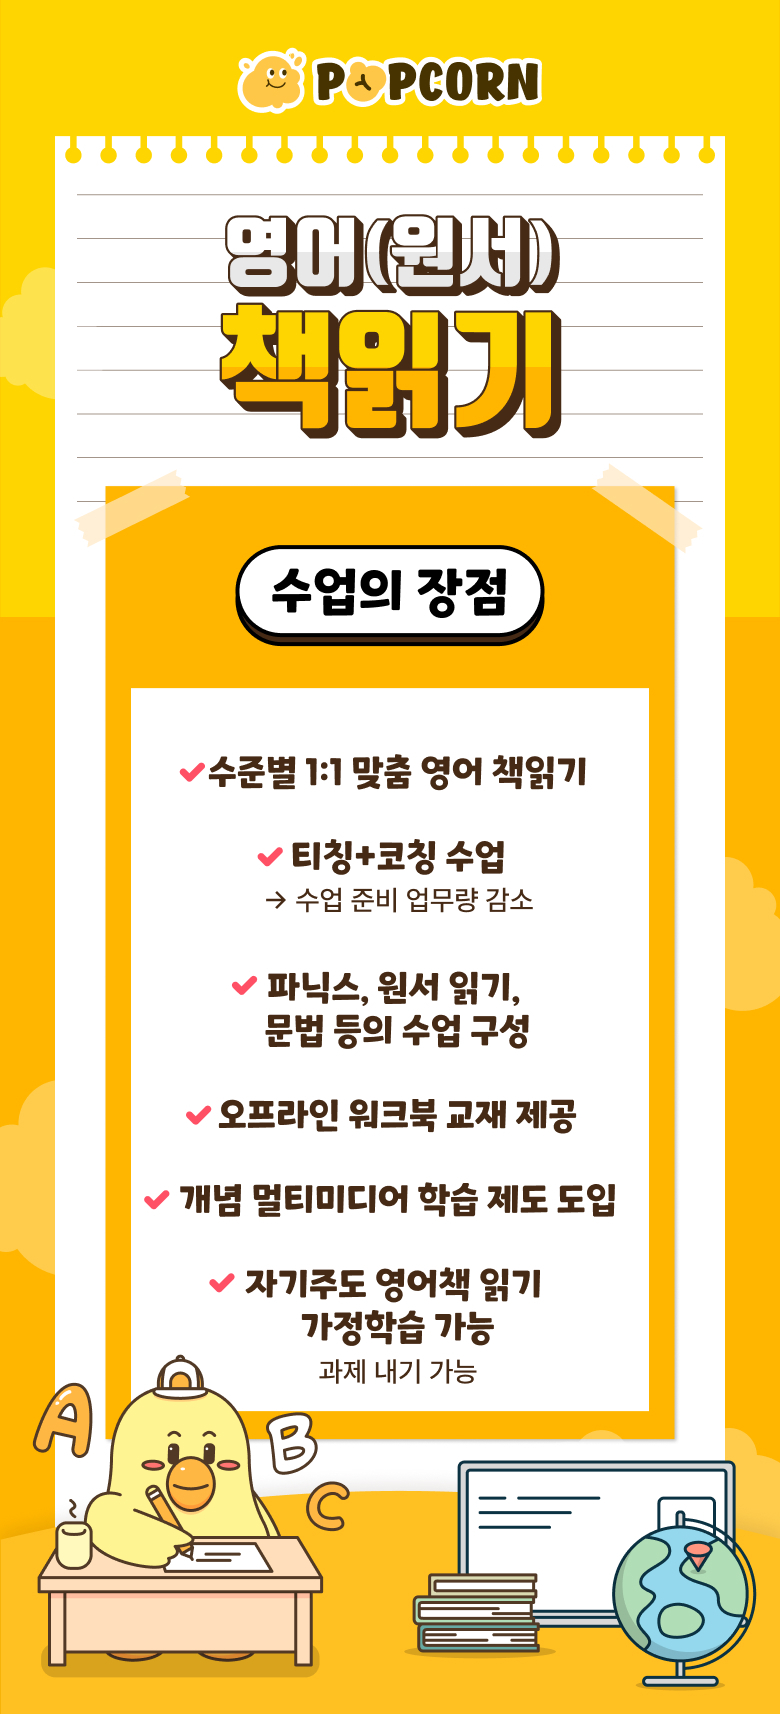 POPCORN
영어(원서)
책읽기
수업의 장점
수준별 1:1 맞춤 영어 책읽기
티칭+코칭 수업
→ 수업 준비 업무량 감소
파닉스, 원서 읽기,
문법 등의 수업 구성
오프라인 워크북 교재 제공
개념 멀티미디어 학습 제도 도입
자기주도 영어책 읽기
가정학습 가능
과제 내기 가능
A
B
C